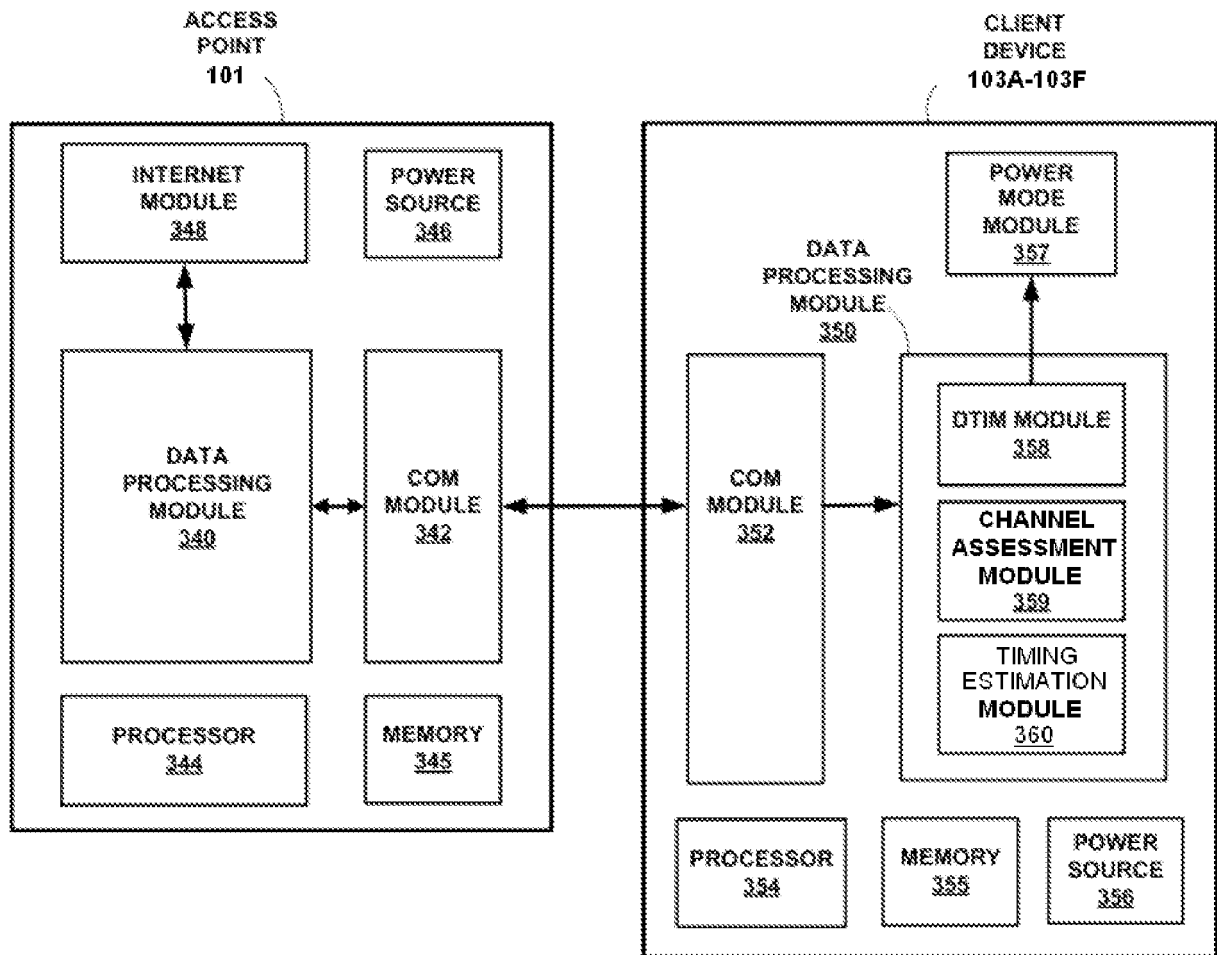 ACCESS
POINT
101
INTERNET
MODULE
348
POWER
SOURCE
346
DATA
PROCESSING
MODULE
340
COM
MODULE
342
PROCESSOR
344
MEMORY
345
CLIENT
DEVICE
103A-103F
POWER
MODE
MODULE
357
DATA
PROCESSING
MODULE
350
COM
MODULE
352
DTIM MODULE
358
CHANNEL
ASSESSMENT
MODULE
359
TIMING
ESTIMATION
MODULE
360
PROCESSOR
354
MEMORY
355
POWER
SOURCE
356